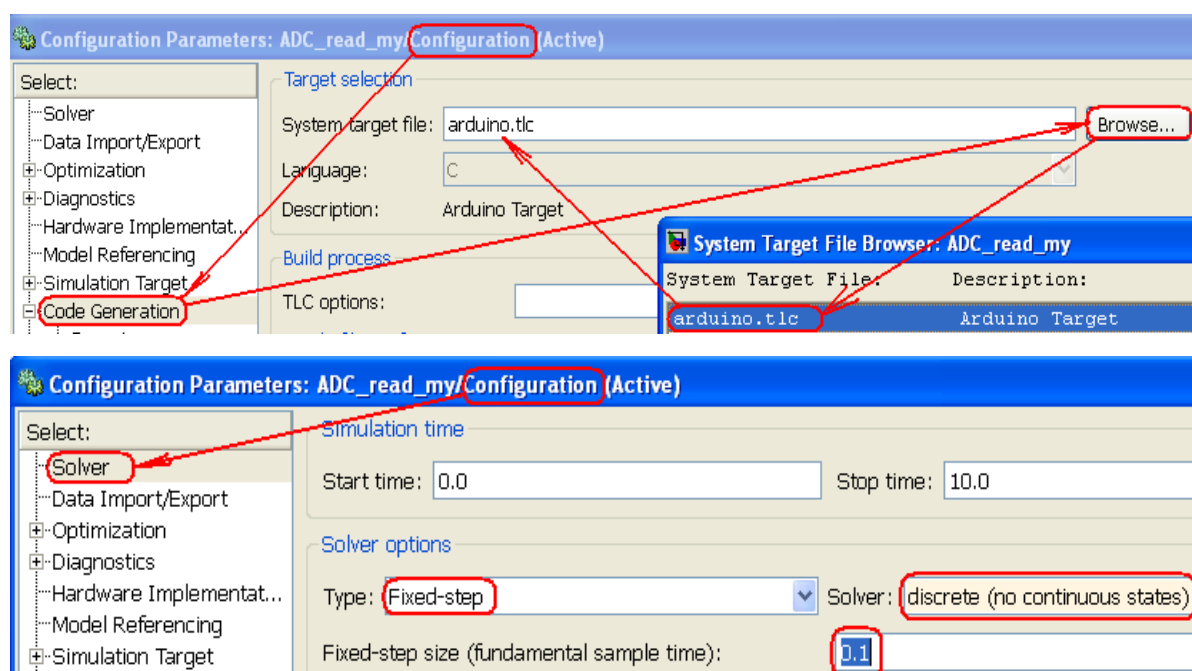 Configuration Parameters: ADC_read_my/Configuration (Active)
Select:
Target selection
Solver
System target file: arduino.tlc Browse...
Data Import/Export
Optimization
Language: C
Diagnostics
Description: Arduino Target
Hardware Implementat...
Model Referencing
System Target File Browser: ADC_read_my
Build process
Simulation Target
System Target File: Description:
Code Generation
TLC options:
arduino.tlc Arduino Target
Configuration Parameters: ADC_read_my/Configuration (Active)
Select:
Simulation time
Solver
Start time: 0.0 Stop time: 10.0
Data Import/Export
Optimization
Solver options
Diagnostics
Hardware Implementat...
Type: Fixed-step Solver: discrete (no continuous states)
Model Referencing
Simulation Target
Fixed-step size (fundamental sample time): 0.1